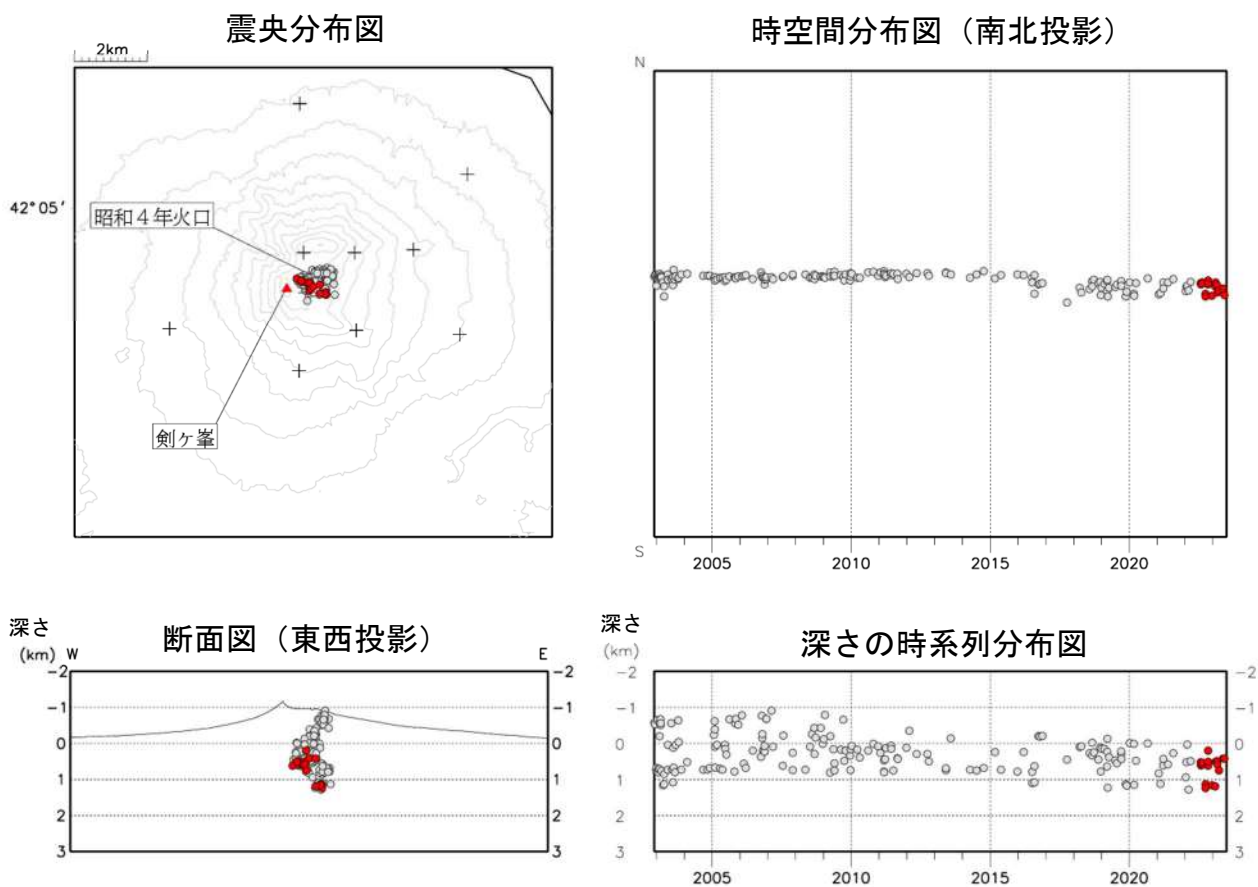 震央分布図
2km
42°05′
昭和４年火口
剣ケ峯
時空間分布図（南北投影）
N
S
2005
2010
2015
2020
断面図（東西投影）
深さ
(km)
W
E
-2
-1
0
1
2
3
-2
-1
0
1
2
3
深さの時系列分布図
深さ
(km)
-2
-1
0
1
2
3
-2
-1
0
1
2
3
2005
2010
2015
2020